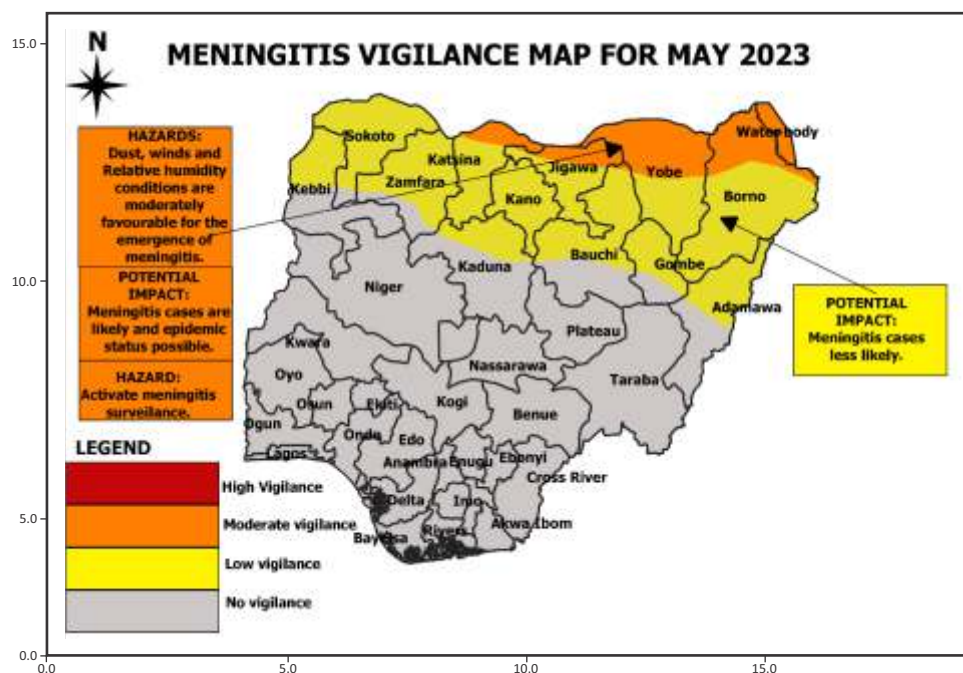 15.0
10.0
5.0
0.0
0.0
5.0
10.0
15.0
N
MENINGITIS VIGILANCE MAP FOR MAY 2023
HAZARDS:
Dust, winds and
Relative humidity
conditions are
moderately
favourable for the
emergence of
meningitis.
POTENTIAL
IMPACT:
Meningitis cases are
likely and epidemic
status possible.
HAZARD:
Activate meningitis
surveilance.
LEGEND
High Vigilance
Moderate vigilance
Low vigilance
No vigilance
Sokoto
Katsina
Kebbi
Zamfara
Jigawa
Kano
Yobe
Water body
Borno
Bauchi
Gombe
Kaduna
Adamawa
Niger
Plateau
Kwara
Nassarawa
Taraba
Oyo
Osun
Ekiti
Kogi
Benue
Ogun
Ondo
Edo
Lagos
Anambra
Enugu
Ebonyi
Cross River
Delta
Imo
Akwa Ibom
Bayelsa
Rivers
POTENTIAL
IMPACT:
Meningitis cases
less likely.